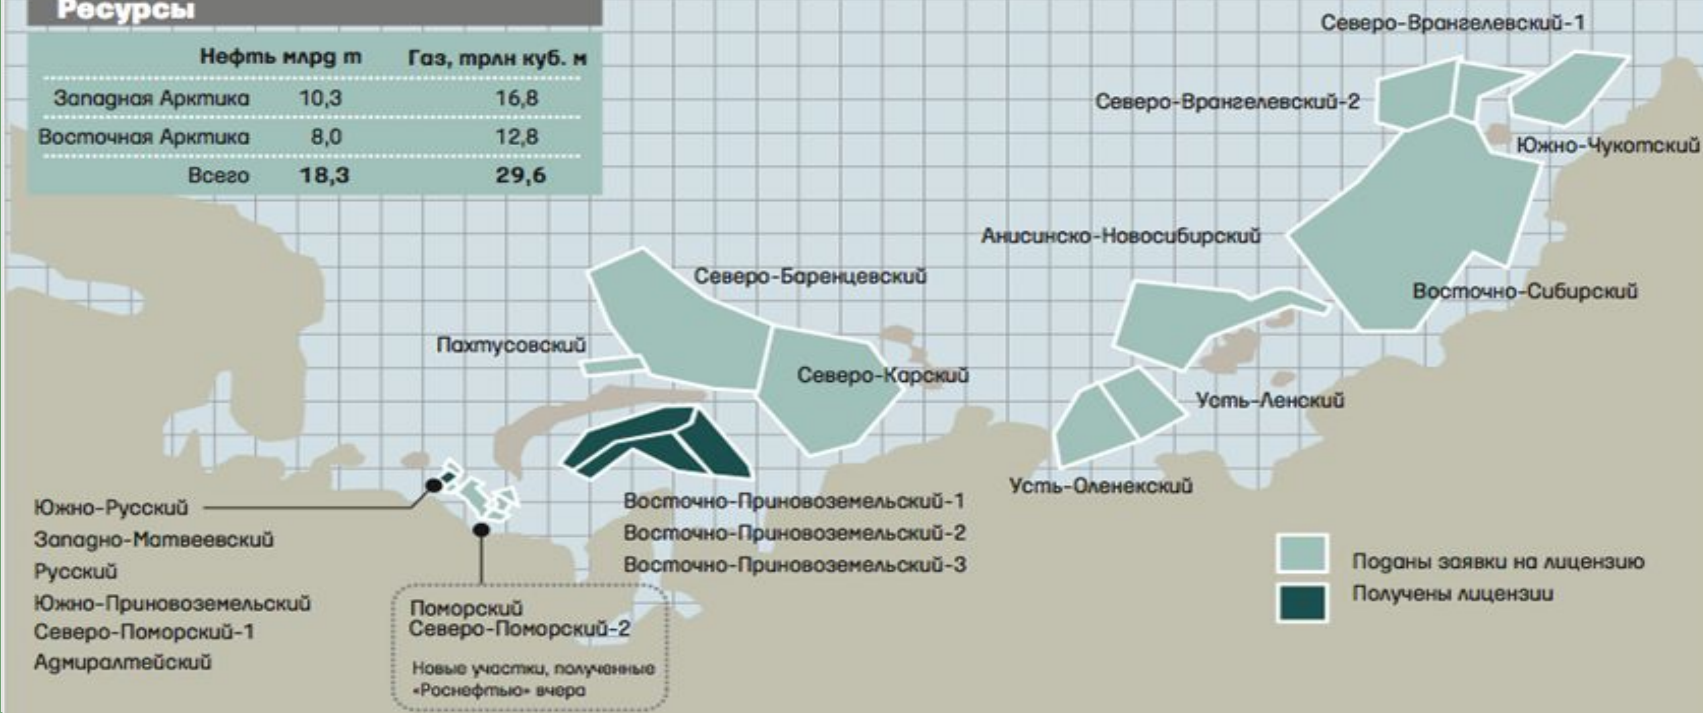 Ресурсы
Нефть млрд т Газ, трлн куб. м
Западная Арктика 10,3 16,8
Восточная Арктика 8,0 12,8
Всего 18,3 29,6
Северо-Врангелевский-1
Северо-Врангелевский-2
Южно-Чукотский
Анисинско-Новосибирский
Северо-Баренцевский
Восточно-Сибирский
Пахтусовский
Северо-Карский
Усть-Ленский
Усть-Оленекский
Восточно-Приновоземельский-1
Восточно-Приновоземельский-2
Восточно-Приновоземельский-3
Южно-Русский
Западно-Матвеевский
Русский
Южно-Приновоземельский
Северо-Поморский-1
Адмиралтейский
Поморский
Северо-Поморский-2
Новые участки, полученные
«Роснефтью» вчера
Поданы заявки на лицензию
Получены лицензии